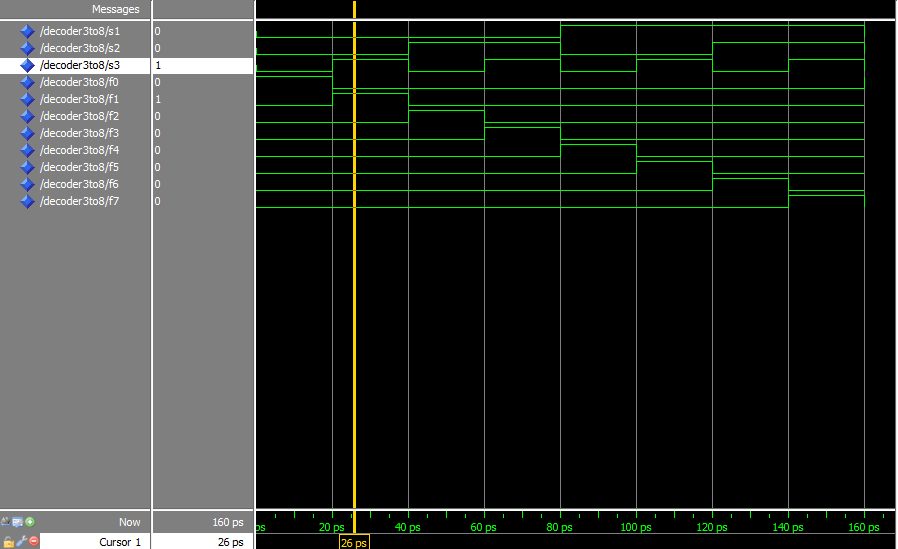 Messages
/decoder3to8/s1 0
/decoder3to8/s2 0
/decoder3to8/s3 1
/decoder3to8/f0 0
/decoder3to8/f1 1
/decoder3to8/f2 0
/decoder3to8/f3 0
/decoder3to8/f4 0
/decoder3to8/f5 0
/decoder3to8/f6 0
/decoder3to8/f7 0
Now 160 ps ps 20 ps 40 ps 60 ps 80 ps 100 ps 120 ps 140 ps 160 ps
Cursor 1 26 ps 26 ps